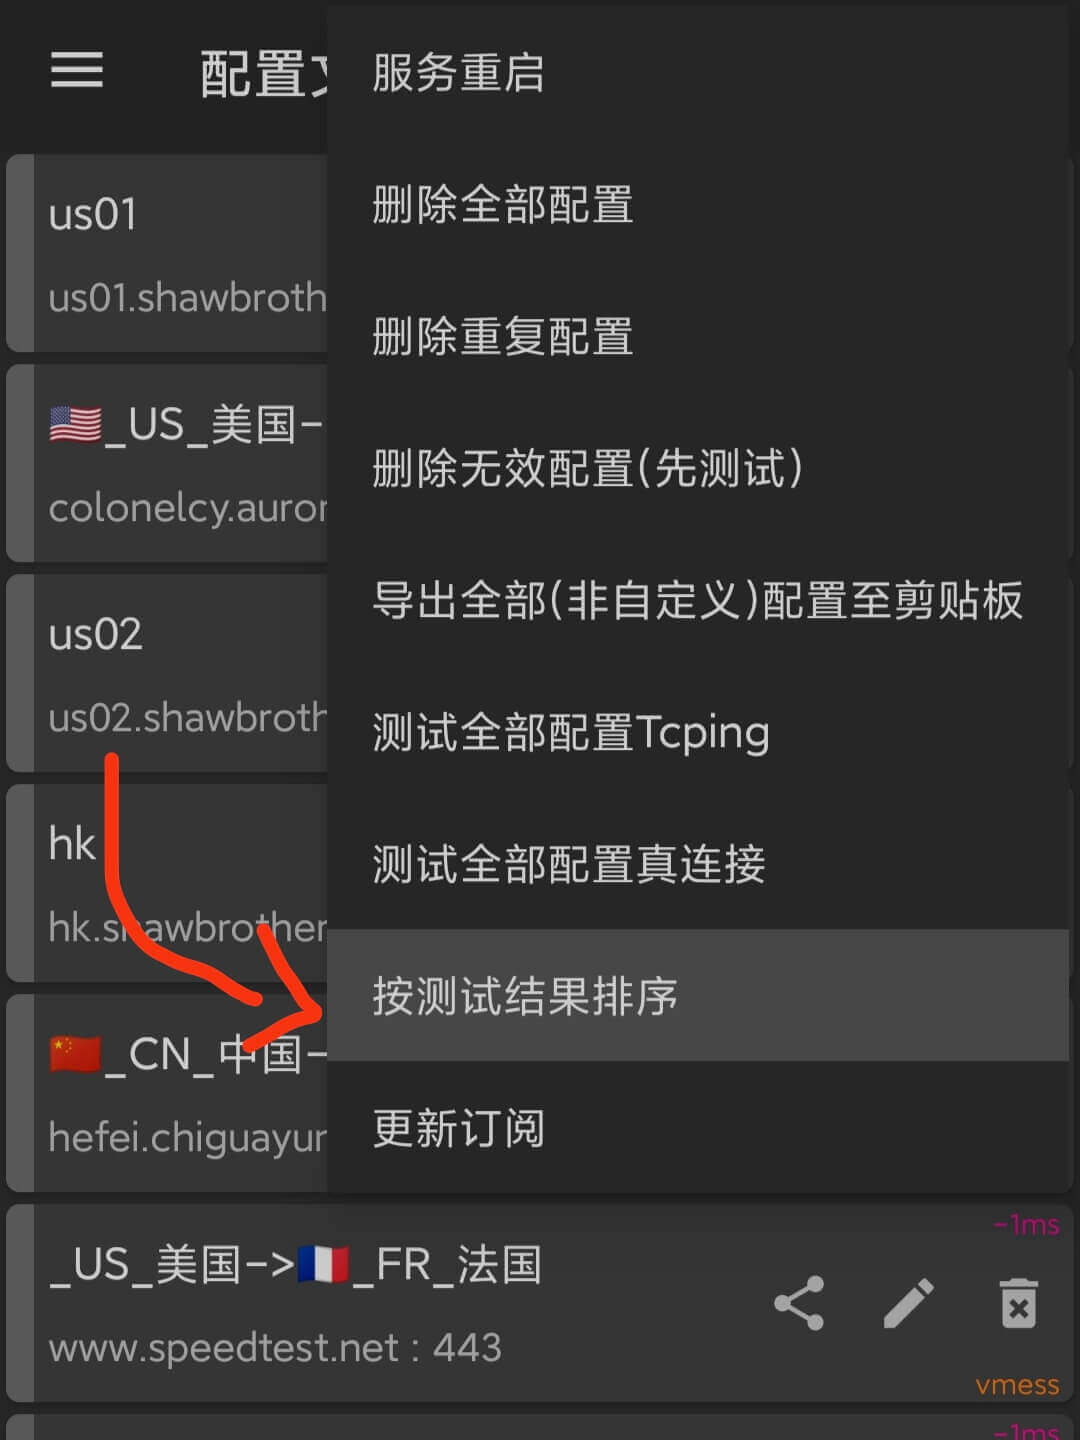 配置文
服务重启
删除全部配置
删除重复配置
删除无效配置(先测试)
导出全部(非自定义)配置至剪贴板
测试全部配置Tcping
测试全部配置真连接
按测试结果排序
更新订阅
us01
us01.shawbroth
_US_美国-
colonelcy.auror
us02
us02.shawbroth
hk
hk.shawbrother
_CN_中国-
hefei.chiguayun
-1ms
_US_美国->🇫🇷_FR_法国
www.speedtest.net : 443
vmess
-1ms